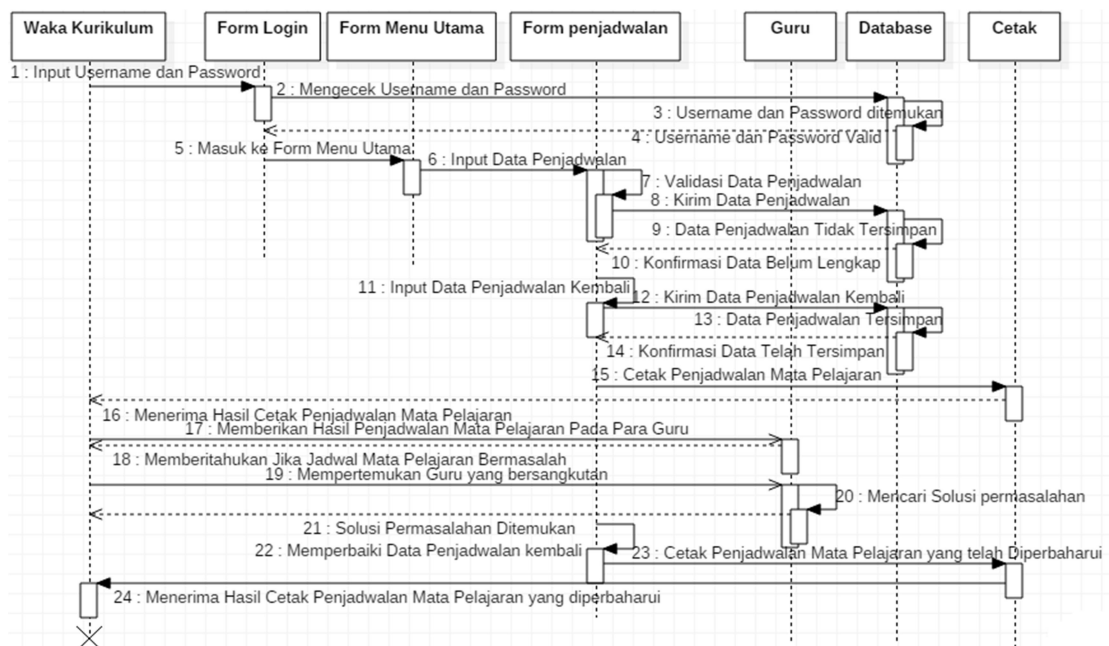 Waka Kurikulum
Form Login
Form Menu Utama
Form penjadwalan
Guru
Database
Cetak
1 : Input Username dan Password
2 : Mengecek Username dan Password
3 : Username dan Password ditemukan
4 : Username dan Password Valid
5 : Masuk ke Form Menu Utama
6 : Input Data Penjadwalan
7 : Validasi Data Penjadwalan
8 : Kirim Data Penjadwalan
9 : Data Penjadwalan Tidak Tersimpan
10 : Konfirmasi Data Belum Lengkap
11 : Input Data Penjadwalan Kembali
12 : Kirim Data Penjadwalan Kembali
13 : Data Penjadwalan Tersimpan
14 : Konfirmasi Data Telah Tersimpan
15 : Cetak Penjadwalan Mata Pelajaran
16 : Menerima Hasil Cetak Penjadwalan Mata Pelajaran
17 : Memberikan Hasil Penjadwalan Mata Pelajaran Pada Para Guru
18 : Memberitahukan Jika Jadwal Mata Pelajaran Bermasalah
19 : Mempertemukan Guru yang bersangkutan
20 : Mencari Solusi permasalahan
21 : Solusi Permasalahan Ditemukan
22 : Memperbaiki Data Penjadwalan kembali
23 : Cetak Penjadwalan Mata Pelajaran yang telah Diperbaharui
24 : Menerima Hasil Cetak Penjadwalan Mata Pelajaran yang diperbaharui